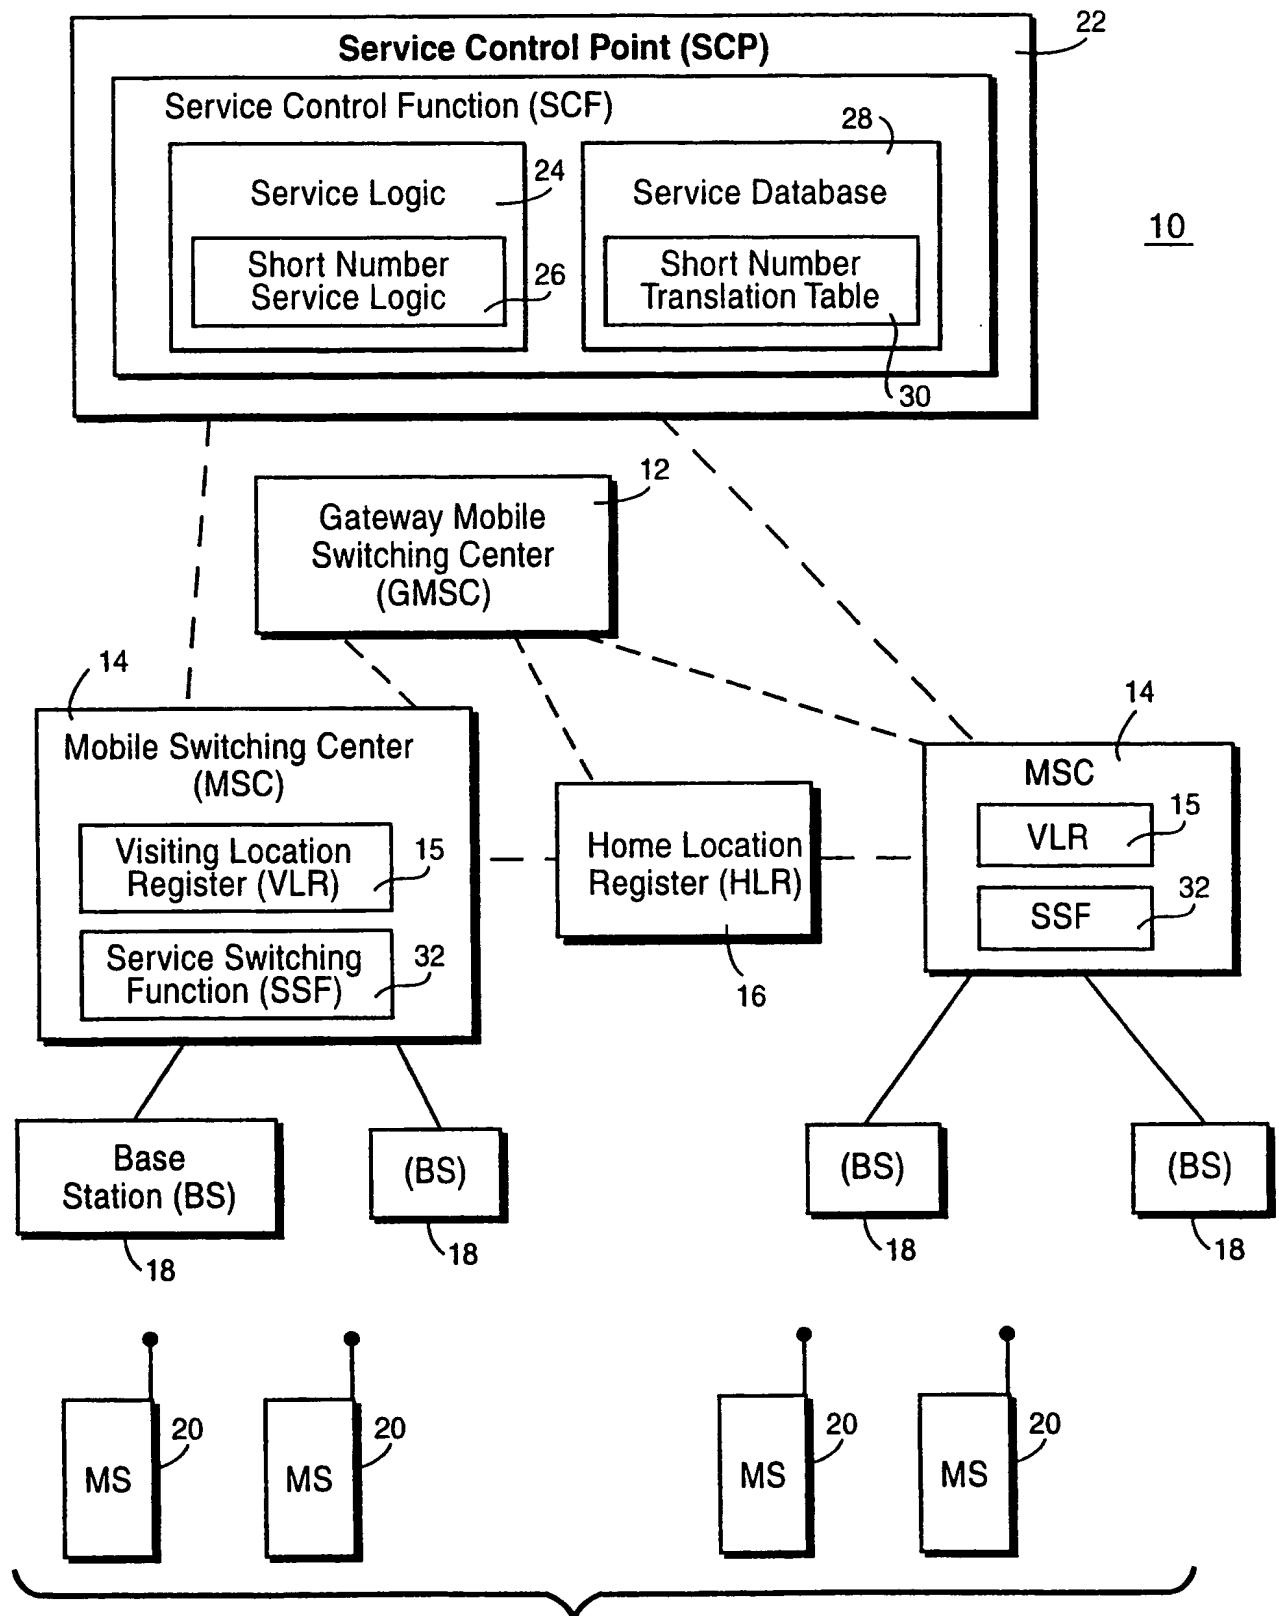 22
Service Control Point (SCP)
Service Control Function (SCF)
28
24
Service Logic
Service Database
10
Short Number
Service Logic
26
Short Number
Translation Table
30
12
Gateway Mobile
Switching Center
(GMSC)
14
Mobile Switching Center
(MSC)
Visiting Location
Register (VLR)
15
Service Switching
Function (SSF)
32
Home Location
Register (HLR)
16
14
MSC
VLR
15
SSF
32
Base
Station (BS)
18
(BS)
18
(BS)
18
(BS)
18
MS
20
MS
20
MS
20
MS
20